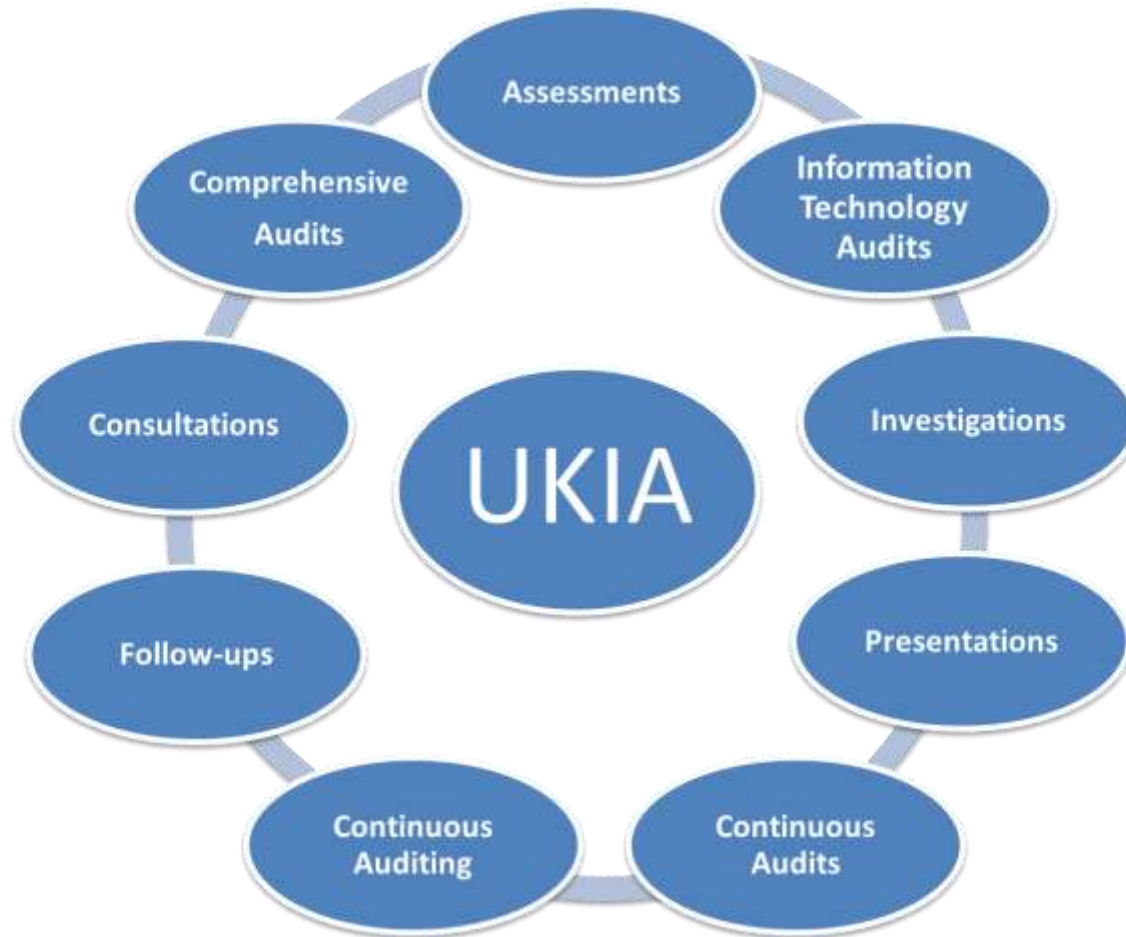 Assessments
Information
Technology
Audits
Investigations
Presentations
Continuous
Audits
Continuous
Auditing
Follow-ups
Consultations
Comprehensive
Audits
UKIA